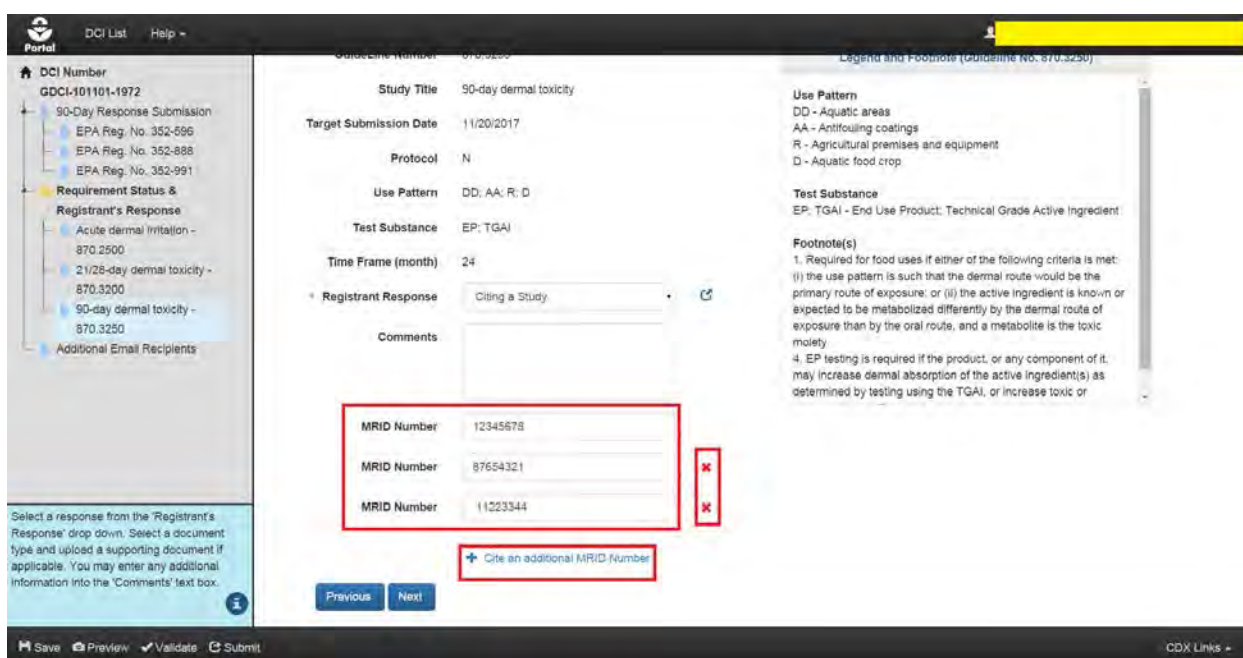 Portal
DCI List Help
DCI Number
GDCI-101101-1972
90-Day Response Submission
EPA Reg. No. 352-596
EPA Reg. No. 352-888
EPA Reg. No. 352-991
Requirement Status &
Registrant's Response
Acute dermal irritation -
870.2500
21/28-day dermal toxicity -
870.3200
90-day dermal toxicity -
870.3250
Additional Email Recipients
Select a response from the 'Registrant's
Response' drop down. Select a document
type and upload a supporting document if
applicable. You may enter any additional
information into the 'Comments' text box.
GuideLine Number 870.3250
Study Title 90-day dermal toxicity
Target Submission Date 11/20/2017
Protocol N
Use Pattern DD; AA; R; D
Test Substance EP; TGAI
Time Frame (month) 24
* Registrant Response Citing a Study
Comments
MRID Number 12345678
MRID Number 87654321
MRID Number 11223344
+ Cite an additional MRID Number
Previous Next
Legend and Footnote (Guideline No. 870.3250)
Use Pattern
DD - Aquatic areas
AA - Antifouling coatings
R - Agricultural premises and equipment
D - Aquatic food crop
Test Substance
EP; TGAI - End Use Product; Technical Grade Active Ingredient
Footnote(s)
1. Required for food uses if either of the following criteria is met:
(i) the use pattern is such that the dermal route would be the
primary route of exposure; or (ii) the active ingredient is known or
expected to be metabolized differently by the dermal route of
exposure than by the oral route, and a metabolite is the toxic
moiety
4. EP testing is required if the product, or any component of it,
may increase dermal absorption of the active ingredient(s) as
determined by testing using the TGAI, or increase toxic or
Save Preview Validate Submit
CDX Links